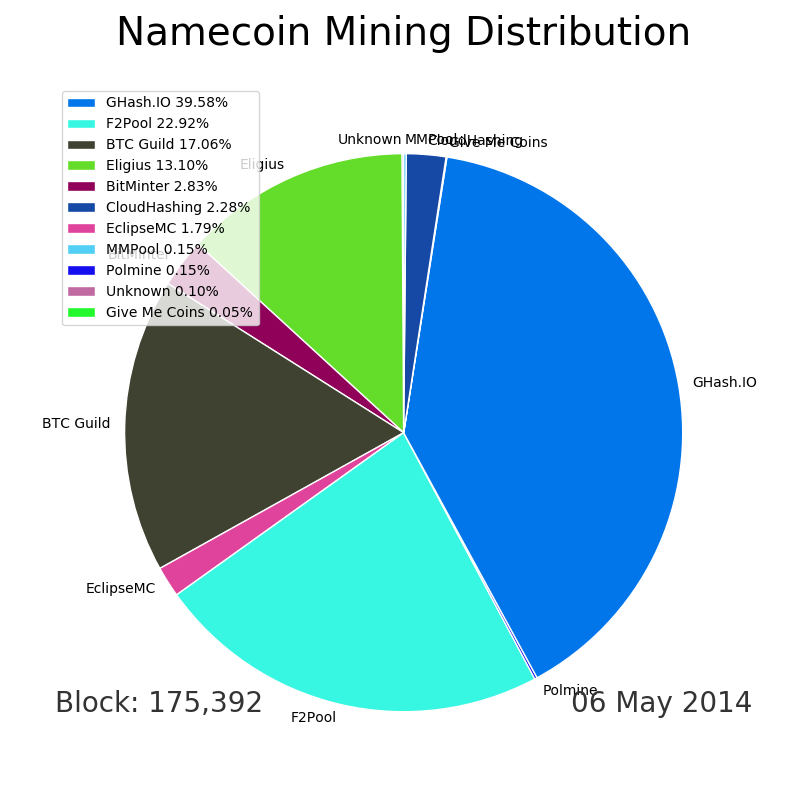 Namecoin Mining Distribution
GHash.IO 39.58%
F2Pool 22.92%
BTC Guild 17.06%
Eligius 13.10%
BitMinter 2.83%
CloudHashing 2.28%
EclipseMC 1.79%
MMPool 0.15%
Polmine 0.15%
Unknown 0.10%
Give Me Coins 0.05%
Unknown
MMPool
CloudHashing
Give Me Coins
Eligius
BitMinter
GHash.IO
BTC Guild
EclipseMC
Polmine
F2Pool
Block: 175,392
06 May 2014